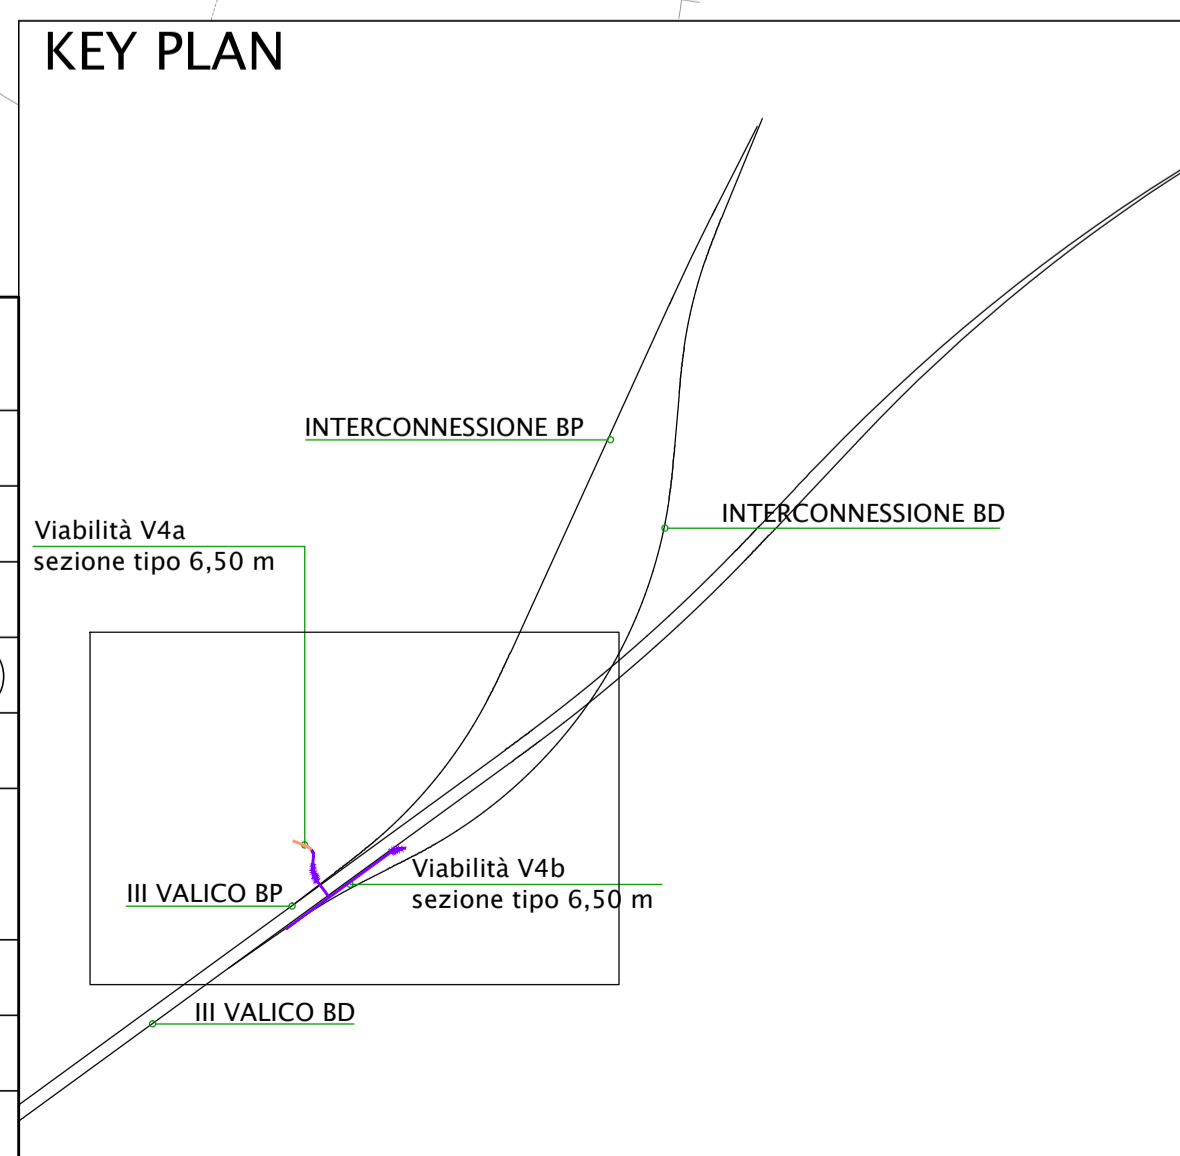 KEY PLAN
INTERCONNESSIONE BP
INTERCONNESSIONE BD
Viabilità V4a
sezione tipo 6,50 m
Viabilità V4b
sezione tipo 6,50 m
III VALICO BP
III VALICO BD